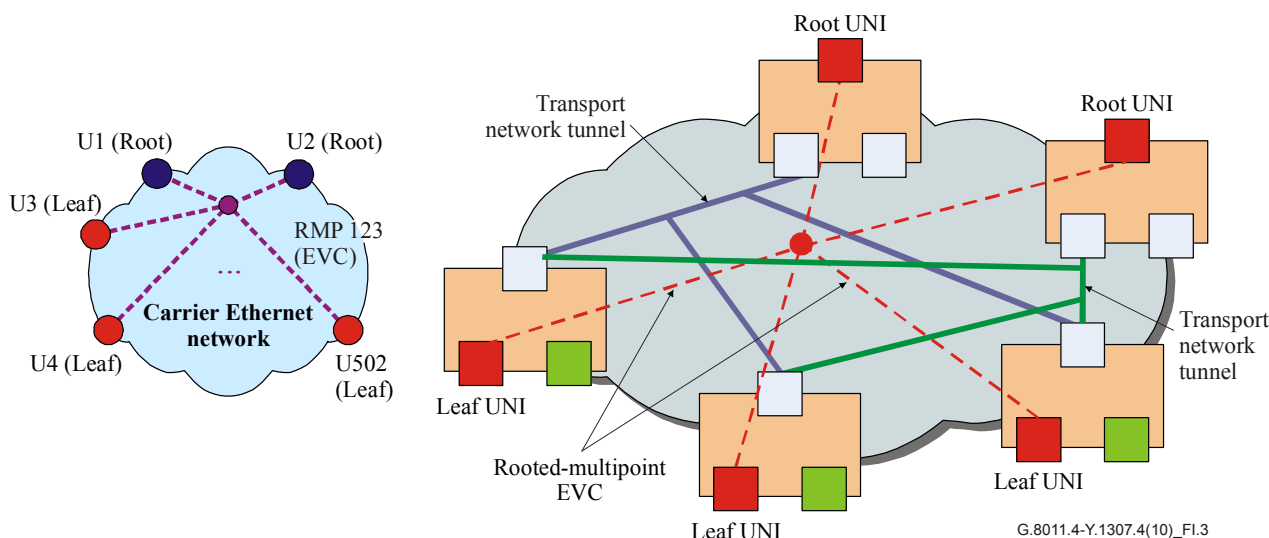 U1 (Root)
U2 (Root)
U3 (Leaf)
RMP 123
(EVC)
...
Carrier Ethernet
network
U4 (Leaf)
U502
(Leaf)
Root UNI
Transport
network tunnel
Root UNI
Transport
network
tunnel
Leaf UNI
Rooted-multipoint
EVC
Leaf UNI
Leaf UNI
G.8011.4-Y.1307.4(10)_FI.3